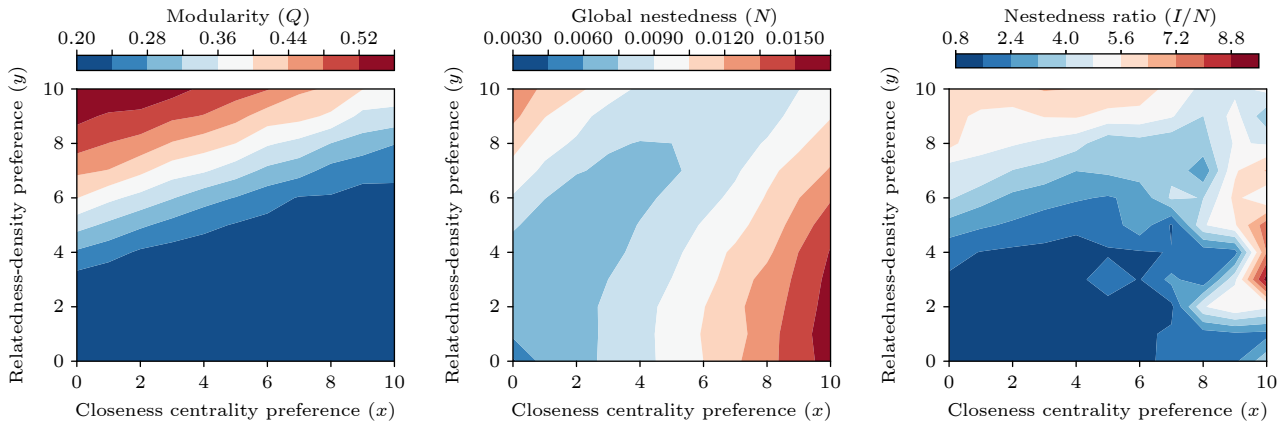 Modularity (Q)
0.20 0.28 0.36 0.44 0.52
Relatedness-density preference (y)
10
8
6
4
2
0
0 2 4 6 8 10
Closeness centrality preference (x)
Global nestedness (N)
0.0030 0.0060 0.0090 0.0120 0.0150
Relatedness-density preference (y)
10
8
6
4
2
0
0 2 4 6 8 10
Closeness centrality preference (x)
Nestedness ratio (I/N)
0.8 2.4 4.0 5.6 7.2 8.8
Relatedness-density preference (y)
10
8
6
4
2
0
0 2 4 6 8 10
Closeness centrality preference (x)